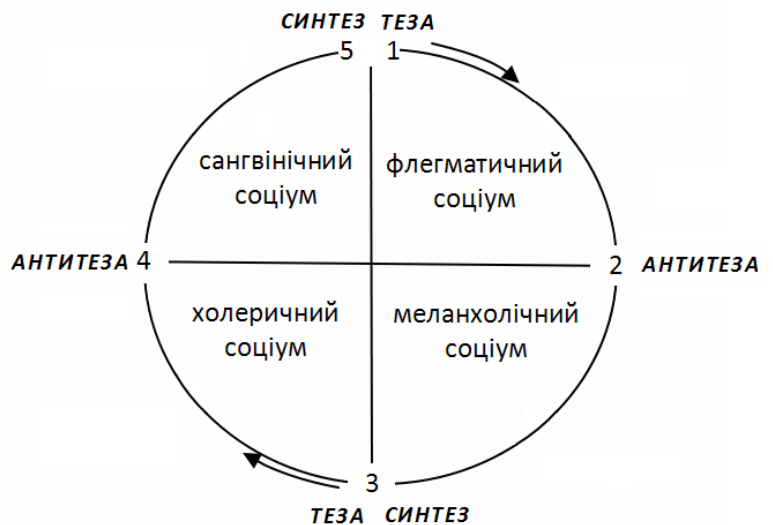 СИНТЕЗ ТЕЗА
5 1
сангвінічний
соціум
флегматичний
соціум
АНТИТЕЗА 4
2 АНТИТЕЗА
холеричний
соціум
меланхолічний
соціум
3
ТЕЗА СИНТЕЗ